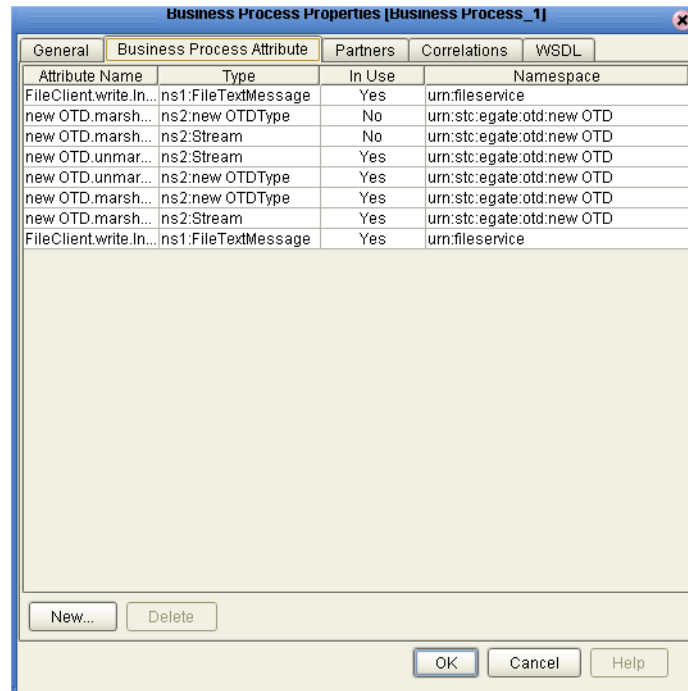 Business Process Properties [Business Process_1]
General Business Process Attribute Partners Correlations WSDL
Attribute Name Type In Use Namespace
FileClient.write.In... ns1:FileTextMessage Yes urn:fileservice
new OTD.marsh... ns2:new OTDType No urn:stc:egate:otd:new OTD
new OTD.marsh... ns2:Stream No urn:stc:egate:otd:new OTD
new OTD.unmar... ns2:Stream Yes urn:stc:egate:otd:new OTD
new OTD.unmar... ns2:new OTDType Yes urn:stc:egate:otd:new OTD
new OTD.marsh... ns2:new OTDType Yes urn:stc:egate:otd:new OTD
new OTD.marsh... ns2:Stream Yes urn:stc:egate:otd:new OTD
FileClient.write.In... ns1:FileTextMessage Yes urn:fileservice
New... Delete
OK Cancel Help